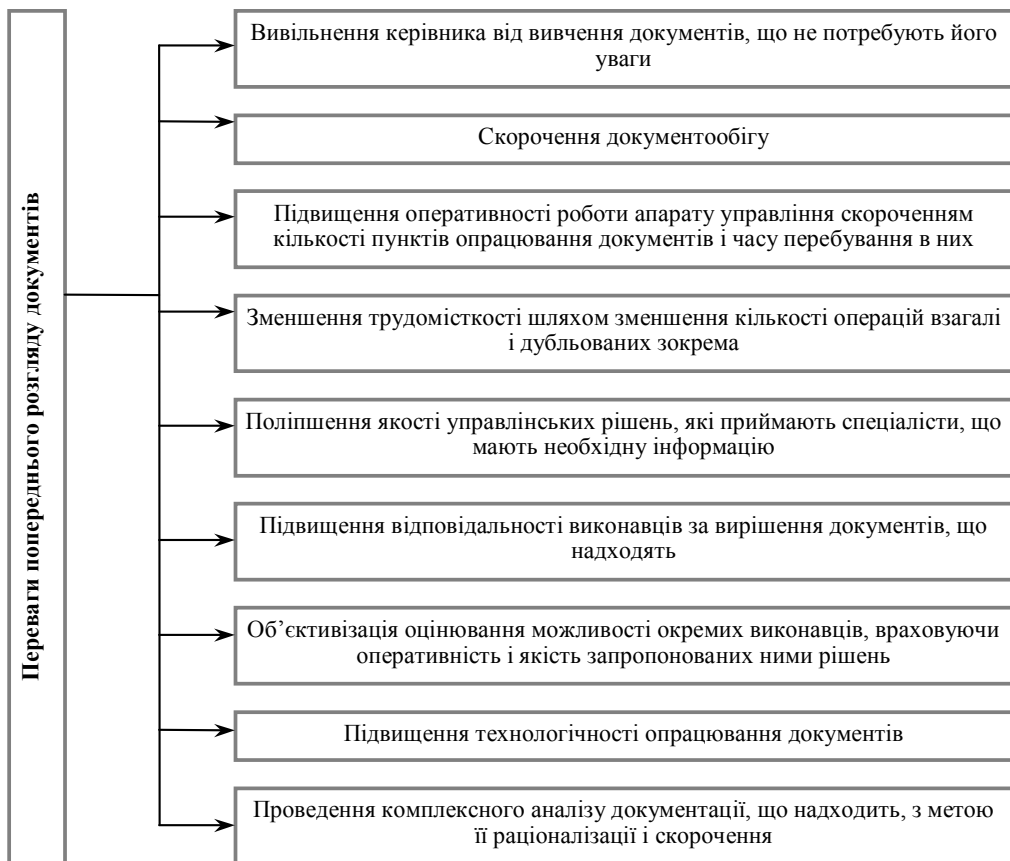 Переваги попереднього розгляду документів
Вивільнення керівника від вивчення документів, що не потребують його
уваги
Скорочення документообігу
Підвищення оперативності роботи апарату управління скороченням
кількості пунктів опрацювання документів і часу перебування в них
Зменшення трудомісткості шляхом зменшення кількості операцій взагалі
і дубльованих зокрема
Поліпшення якості управлінських рішень, які приймають спеціалісти, що
мають необхідну інформацію
Підвищення відповідальності виконавців за вирішення документів, що
надходять
Об’єктивізація оцінювання можливості окремих виконавців, враховуючи
оперативність і якість запропонованих ними рішень
Підвищення технологічності опрацювання документів
Проведення комплексного аналізу документації, що надходить, з метою
її раціоналізації і скорочення